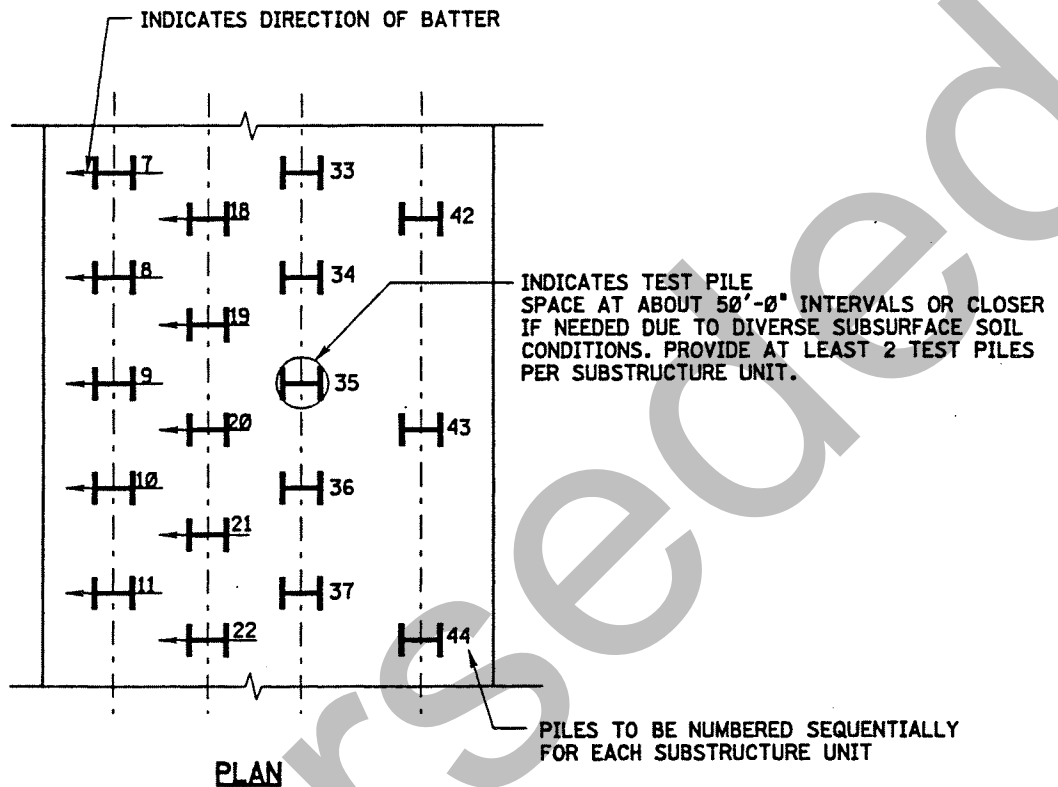 INDICATES DIRECTION OF BATTER
7
33
18
42
8
34
INDICATES TEST PILE
SPACE AT ABOUT 50'-0" INTERVALS OR CLOSER
IF NEEDED DUE TO DIVERSE SUBSURFACE SOIL
CONDITIONS. PROVIDE AT LEAST 2 TEST PILES
PER SUBSTRUCTURE UNIT.
19
9
35
20
43
10
36
21
11
37
22
44
PILES TO BE NUMBERED SEQUENTIALLY
FOR EACH SUBSTRUCTURE UNIT
PLAN
rsed